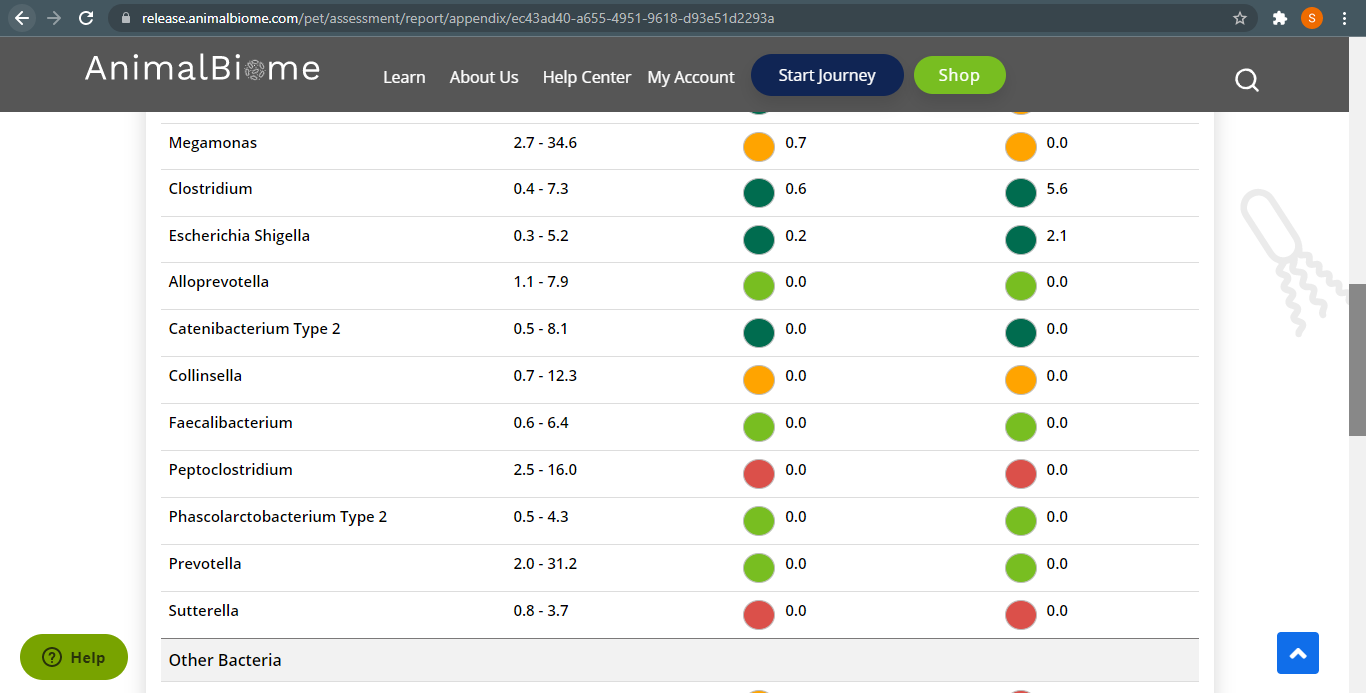 release.animalbiome.com/pet/assessment/report/appendix/ec43ad40-a655-4951-9618-d93e51d2293a
S
AnimalBiome
Learn About Us Help Center My Account Start Journey Shop
Megamonas 2.7 - 34.6 0.7 0.0
Clostridium 0.4 - 7.3 0.6 5.6
Escherichia Shigella 0.3 - 5.2 0.2 2.1
Alloprevotella 1.1 - 7.9 0.0 0.0
Catenibacterium Type 2 0.5 - 8.1 0.0 0.0
Collinsella 0.7 - 12.3 0.0 0.0
Faecalibacterium 0.6 - 6.4 0.0 0.0
Peptoclostridium 2.5 - 16.0 0.0 0.0
Phascolarctobacterium Type 2 0.5 - 4.3 0.0 0.0
Prevotella 2.0 - 31.2 0.0 0.0
Sutterella 0.8 - 3.7 0.0 0.0
Other Bacteria
? Help